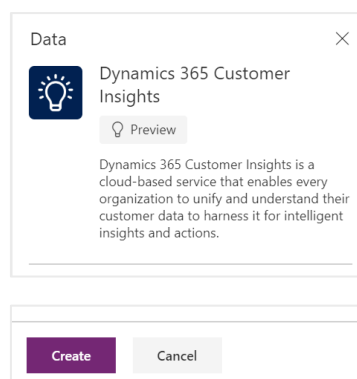 Data
Dynamics 365 Customer
Insights
Preview
Dynamics 365 Customer Insights is a
cloud-based service that enables every
organization to unify and understand their
customer data to harness it for intelligent
insights and actions.
Create
Cancel